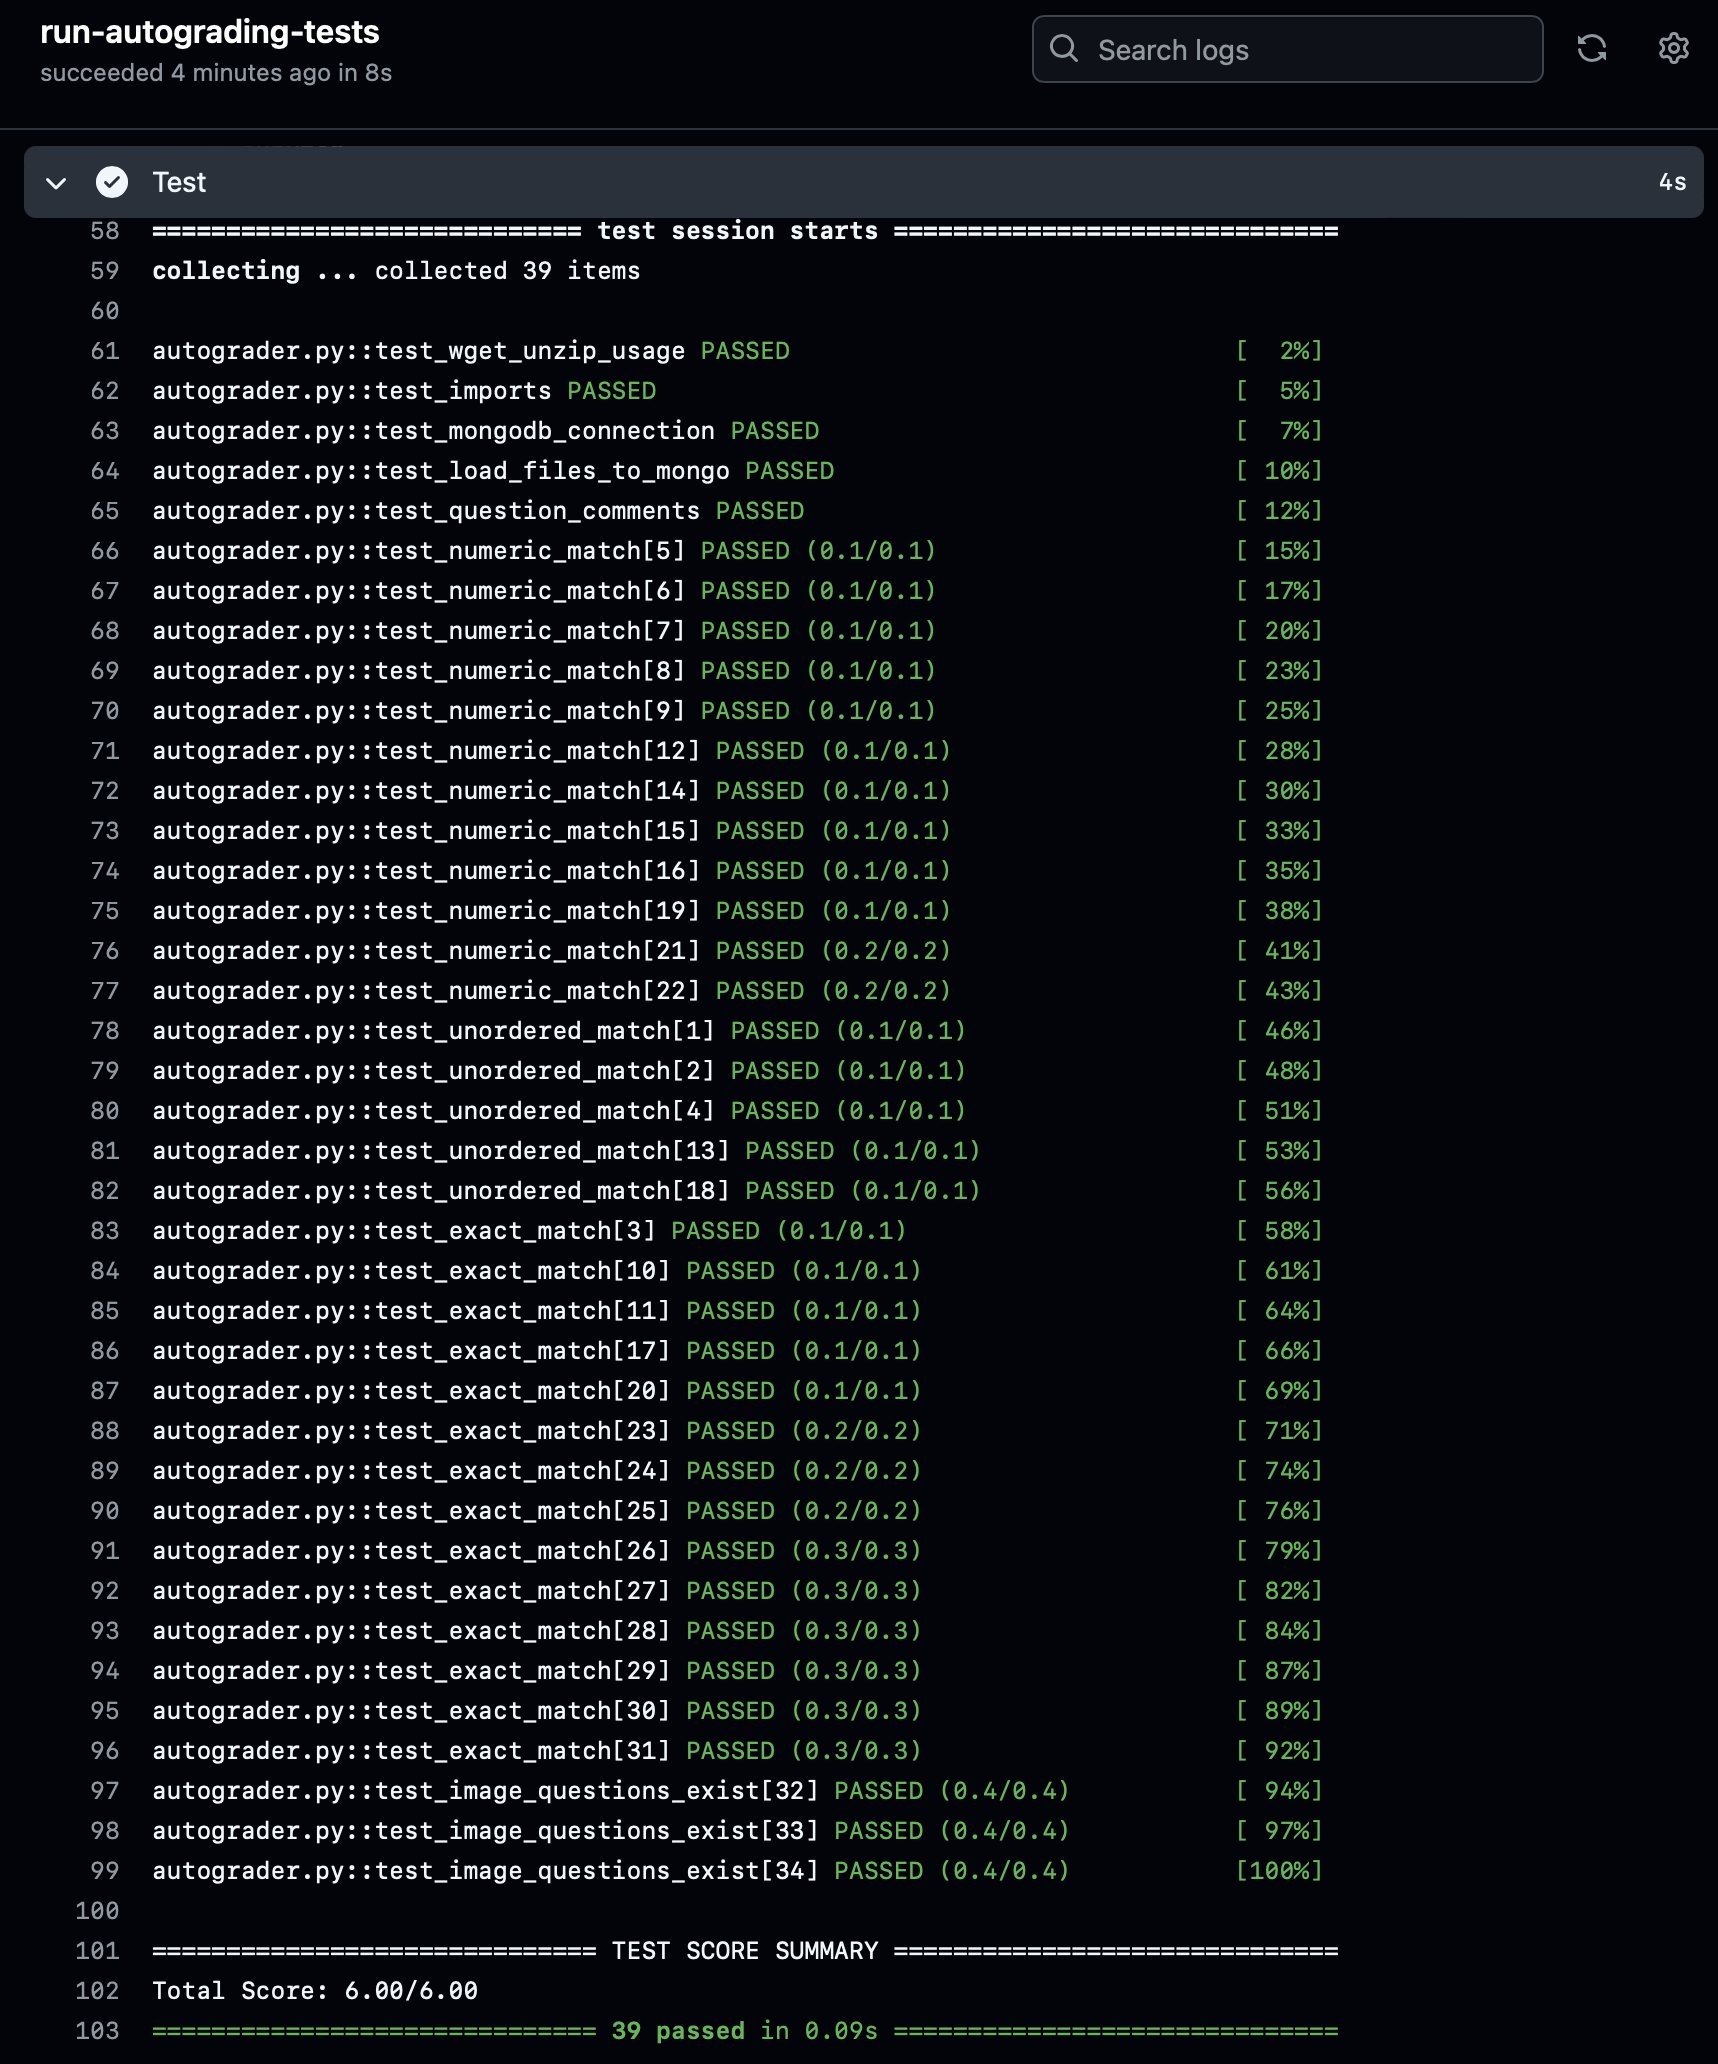 run-autograding-tests
succeeded 4 minutes ago in 8s
Search logs
Test 4s
58 ============================= test session starts ==============================
59 collecting ... collected 39 items
60
61 autograder.py::test_wget_unzip_usage PASSED [  2%]
62 autograder.py::test_imports PASSED [  5%]
63 autograder.py::test_mongodb_connection PASSED [  7%]
64 autograder.py::test_load_files_to_mongo PASSED [ 10%]
65 autograder.py::test_question_comments PASSED [ 12%]
66 autograder.py::test_numeric_match[5] PASSED (0.1/0.1) [ 15%]
67 autograder.py::test_numeric_match[6] PASSED (0.1/0.1) [ 17%]
68 autograder.py::test_numeric_match[7] PASSED (0.1/0.1) [ 20%]
69 autograder.py::test_numeric_match[8] PASSED (0.1/0.1) [ 23%]
70 autograder.py::test_numeric_match[9] PASSED (0.1/0.1) [ 25%]
71 autograder.py::test_numeric_match[12] PASSED (0.1/0.1) [ 28%]
72 autograder.py::test_numeric_match[14] PASSED (0.1/0.1) [ 30%]
73 autograder.py::test_numeric_match[15] PASSED (0.1/0.1) [ 33%]
74 autograder.py::test_numeric_match[16] PASSED (0.1/0.1) [ 35%]
75 autograder.py::test_numeric_match[19] PASSED (0.1/0.1) [ 38%]
76 autograder.py::test_numeric_match[21] PASSED (0.2/0.2) [ 41%]
77 autograder.py::test_numeric_match[22] PASSED (0.2/0.2) [ 43%]
78 autograder.py::test_unordered_match[1] PASSED (0.1/0.1) [ 46%]
79 autograder.py::test_unordered_match[2] PASSED (0.1/0.1) [ 48%]
80 autograder.py::test_unordered_match[4] PASSED (0.1/0.1) [ 51%]
81 autograder.py::test_unordered_match[13] PASSED (0.1/0.1) [ 53%]
82 autograder.py::test_unordered_match[18] PASSED (0.1/0.1) [ 56%]
83 autograder.py::test_exact_match[3] PASSED (0.1/0.1) [ 58%]
84 autograder.py::test_exact_match[10] PASSED (0.1/0.1) [ 61%]
85 autograder.py::test_exact_match[11] PASSED (0.1/0.1) [ 64%]
86 autograder.py::test_exact_match[17] PASSED (0.1/0.1) [ 66%]
87 autograder.py::test_exact_match[20] PASSED (0.1/0.1) [ 69%]
88 autograder.py::test_exact_match[23] PASSED (0.2/0.2) [ 71%]
89 autograder.py::test_exact_match[24] PASSED (0.2/0.2) [ 74%]
90 autograder.py::test_exact_match[25] PASSED (0.2/0.2) [ 76%]
91 autograder.py::test_exact_match[26] PASSED (0.3/0.3) [ 79%]
92 autograder.py::test_exact_match[27] PASSED (0.3/0.3) [ 82%]
93 autograder.py::test_exact_match[28] PASSED (0.3/0.3) [ 84%]
94 autograder.py::test_exact_match[29] PASSED (0.3/0.3) [ 87%]
95 autograder.py::test_exact_match[30] PASSED (0.3/0.3) [ 89%]
96 autograder.py::test_exact_match[31] PASSED (0.3/0.3) [ 92%]
97 autograder.py::test_image_questions_exist[32] PASSED (0.4/0.4) [ 94%]
98 autograder.py::test_image_questions_exist[33] PASSED (0.4/0.4) [ 97%]
99 autograder.py::test_image_questions_exist[34] PASSED (0.4/0.4) [100%]
100
101 ============================== TEST SCORE SUMMARY ==============================
102 Total Score: 6.00/6.00
103 ============================== 39 passed in 0.09s ==============================